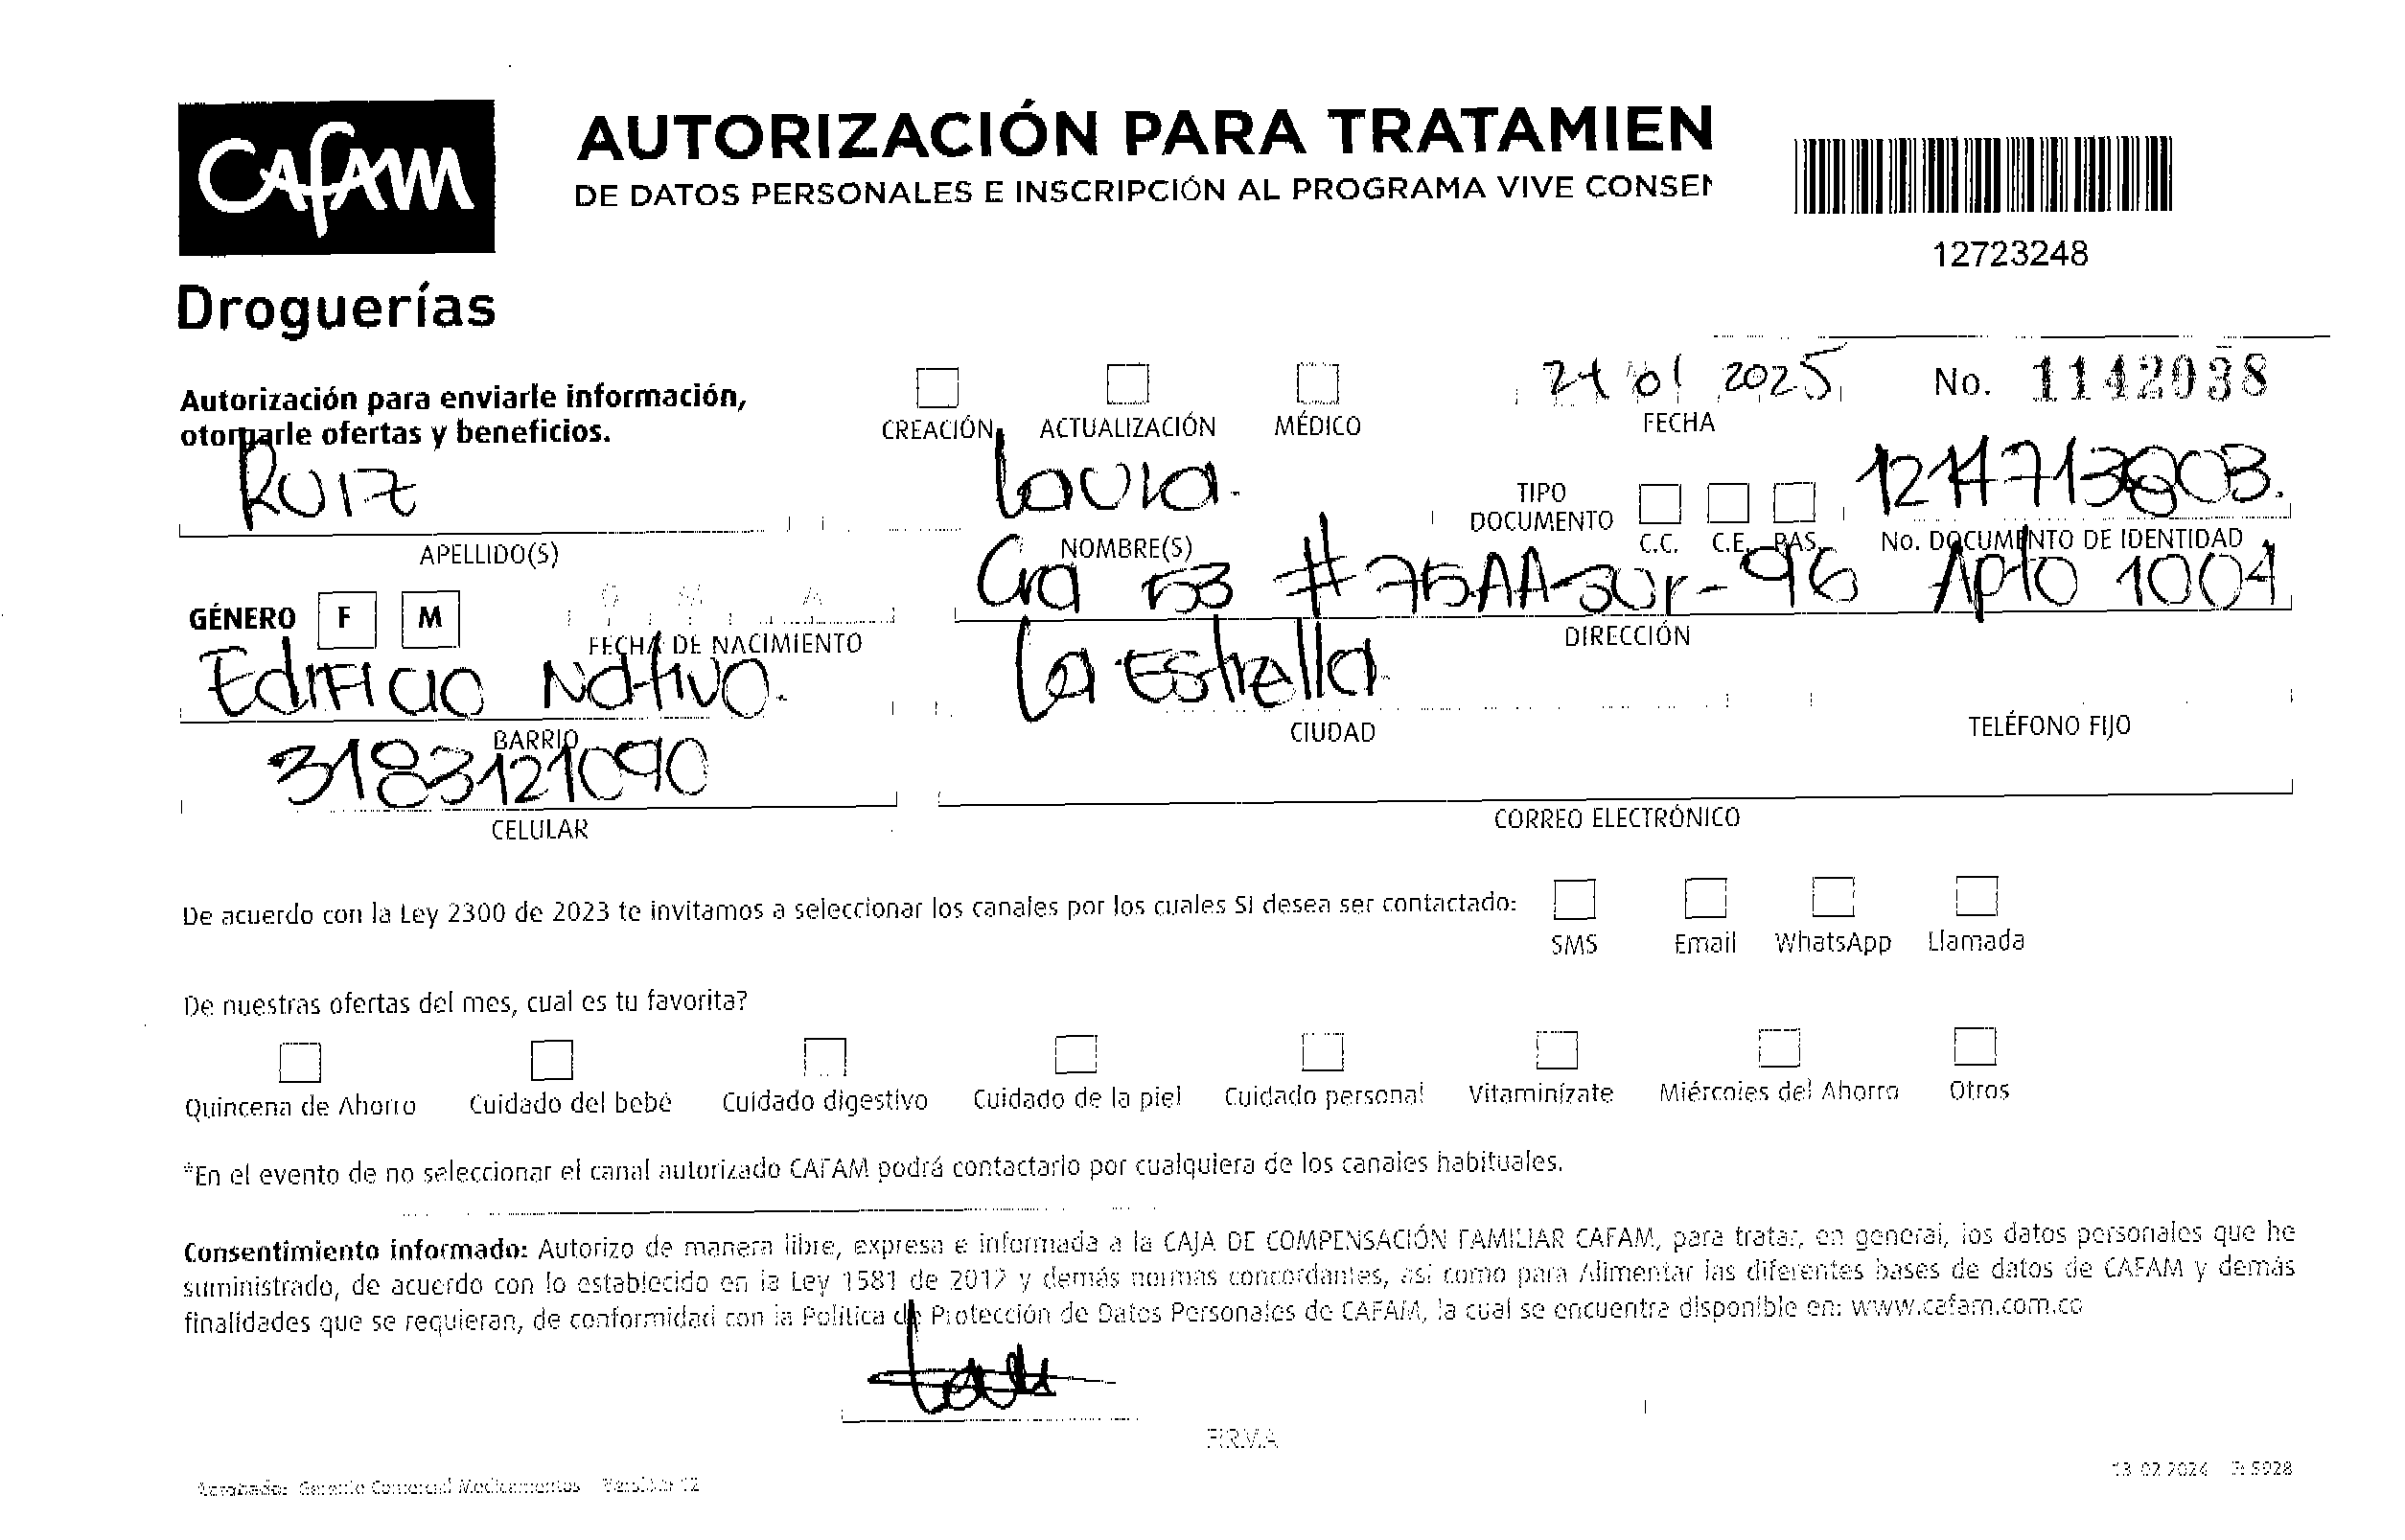 Cafam
AUTORIZACIÓN PARA TRATAMIEN
DE DATOS PERSONALES E INSCRIPCIÓN AL PROGRAMA VIVE CONSEN
12723248
Droguerías
Autorización para enviarle información,
otorgarle ofertas y beneficios.
CREACIÓN ACTUALIZACIÓN MÉDICO
01 2025
FECHA
No. 1142038
Ruiz
APELLIDO(S)
Laura.
NOMBRE(S)
TIPO
DOCUMENTO
C.C. C.E. PAS.
No. DOCUMENTO DE IDENTIDAD
GÉNERO F M
D M A
FECHA DE NACIMIENTO
Cra 53 # 75AA-sur-96 Apto 1004
DIRECCIÓN
Edificio Nativo.
BARRIO
La Estrella.
CIUDAD
TELÉFONO FIJO
3183121090
CELULAR
CORREO ELECTRÓNICO
De acuerdo con la Ley 2300 de 2023 te invitamos a seleccionar los canales por los cuales SI desea ser contactado:
SMS Email WhatsApp Llamada
De nuestras ofertas del mes, cual es tu favorita?
Quincena de Ahorro Cuidado del bebé Cuidado digestivo Cuidado de la piel Cuidado personal Vitaminízate Miércoles del Ahorro Otros
*En el evento de no seleccionar el canal autorizado CAFAM podrá contactarlo por cualquiera de los canales habituales.
Consentimiento informado: Autorizo de manera libre, expresa e informada a la CAJA DE COMPENSACIÓN FAMILIAR CAFAM, para tratar, en general, los datos personales que he
suministrado, de acuerdo con lo establecido en la Ley 1581 de 2012 y demás normas concordantes, así como para Alimentar las diferentes bases de datos de CAFAM y demás
finalidades que se requieran, de conformidad con la Política de Protección de Datos Personales de CAFAM, la cual se encuentra disponible en: www.cafam.com.co
FIRMA
Aprobado: Gerente Comercial Medicamentos Versión: 12
13 02 2024 5928